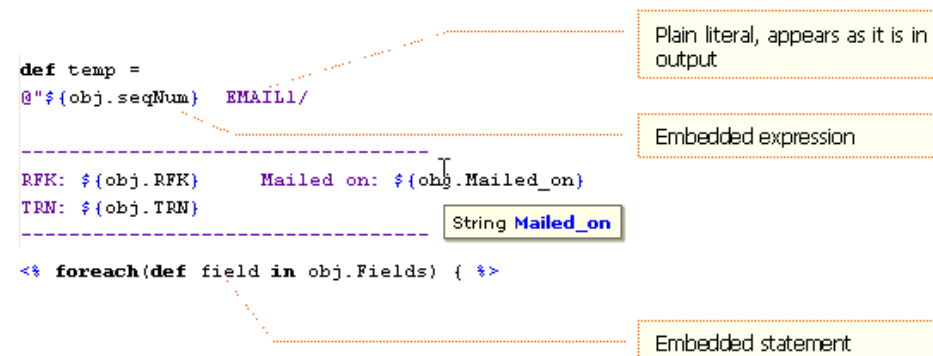 Plain literal, appears as it is in
output
def temp =
@"${obj.seqNum}  EMAIL1/
Embedded expression
----------------------------------
RFK: ${obj.RFK}     Mailed on: ${obj.Mailed_on}
TRN: ${obj.TRN}
String Mailed_on
----------------------------------
<% foreach(def field in obj.Fields) { %>
Embedded statement